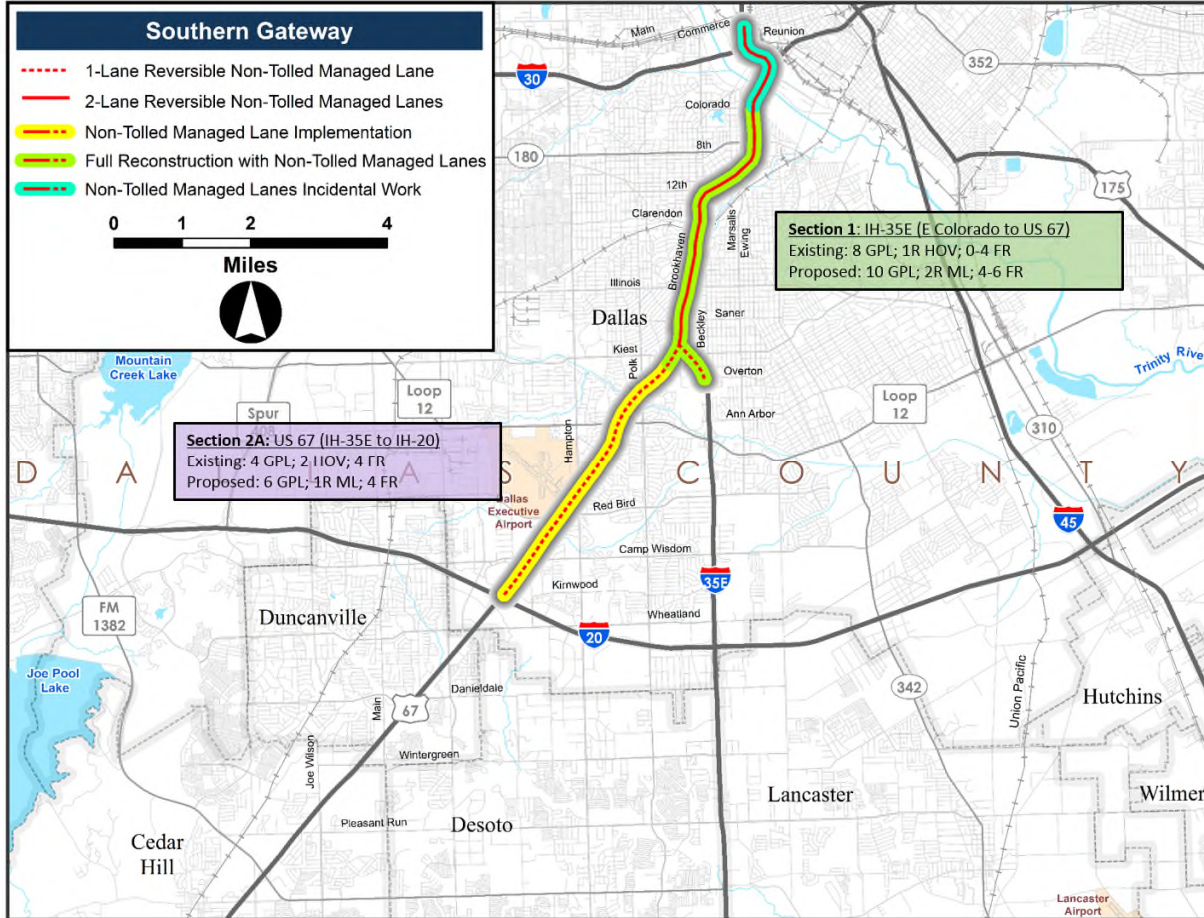 Southern Gateway
1-Lane Reversible Non-Tolled Managed Lane
2-Lane Reversible Non-Tolled Managed Lanes
Non-Tolled Managed Lane Implementation
Full Reconstruction with Non-Tolled Managed Lanes
Non-Tolled Managed Lanes Incidental Work
0 1 2 4
Miles
Main
Commerce
Reunion
30
352
Colorado
8th
180
12th
175
Clarendon
Marsalis
Ewing
Brookhaven
Section 1: IH-35E (E Colorado to US 67)
Existing: 8 GPL; 1R HOV; 0-4 FR
Proposed: 10 GPL; 2R ML; 4-6 FR
Illinois
Dallas
Saner
Beckley
Kiest
Polk
Mountain
Creek Lake
Overton
Trinity River
Loop
12
Spur
408
Ann Arbor
Loop
12
310
Hampton
Section 2A: US 67 (IH-35E to IH-20)
Existing: 4 GPL; 2 HOV; 4 FR
Proposed: 6 GPL; 1R ML; 4 FR
DALLAS COUNTY
Dallas
Executive
Airport
Red Bird
45
Camp Wisdom
Kirnwood
35E
FM
1382
Duncanville
Wheatland
20
Joe Pool
Lake
Danieldale
342
Union Pacific
Hutchins
Main
67
Joe Wilson
Wintergreen
Lancaster
Wilmer
Pleasant Run
Desoto
Cedar
Hill
Lancaster
Airport